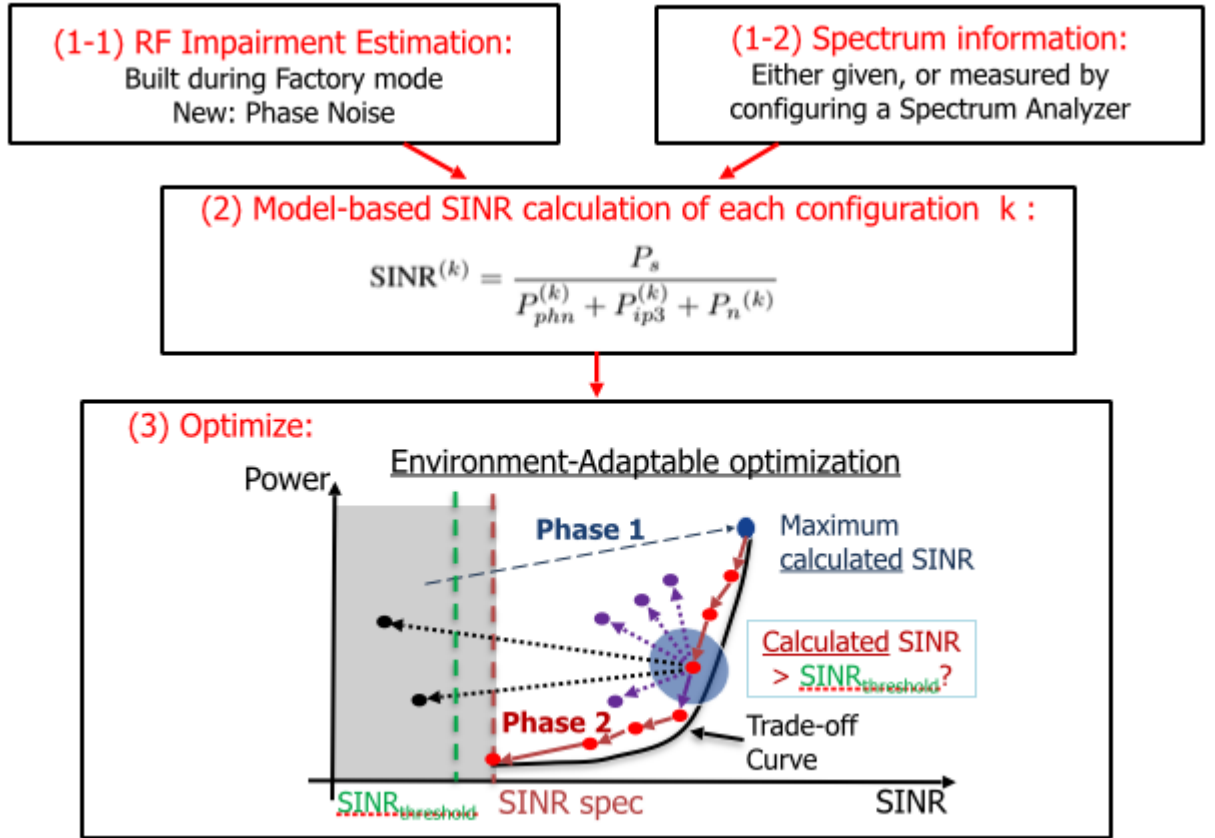 (1-1) RF Impairment Estimation:
Built during Factory mode
New: Phase Noise
(1-2) Spectrum information:
Either given, or measured by
configuring a Spectrum Analyzer
(2) Model-based SINR calculation of each configuration k :
SINR^(k) = P_s / (P_phn^(k) + P_ip3^(k) + P_n^(k))
(3) Optimize:
Environment-Adaptable optimization
Power
Phase 1
Maximum
calculated SINR
Calculated SINR
> SINR_threshold?
Phase 2
Trade-off
Curve
SINR_threshold
SINR spec
SINR